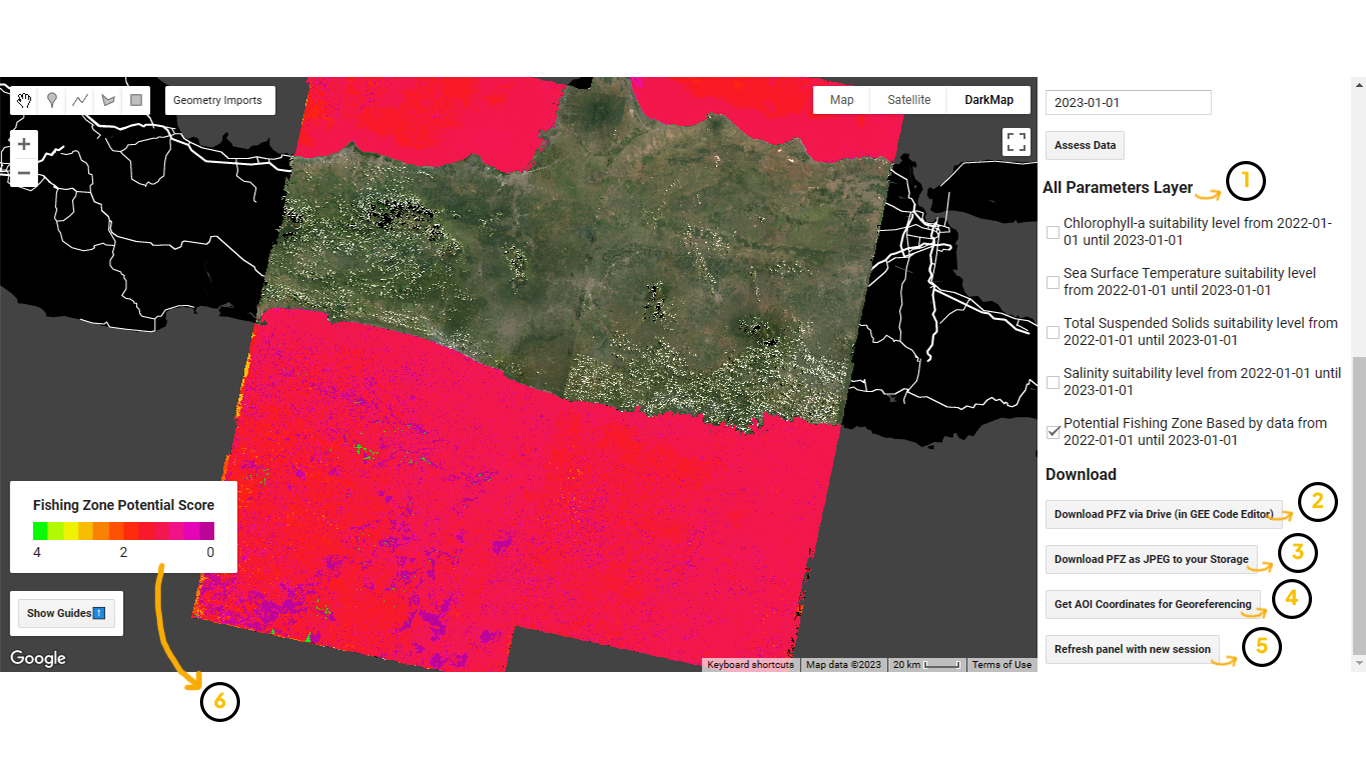 Geometry Imports
Map
Satellite
DarkMap
+
−
2023-01-01
Assess Data
All Parameters Layer
1
Chlorophyll-a suitability level from 2022-01-
01 until 2023-01-01
Sea Surface Temperature suitability level
from 2022-01-01 until 2023-01-01
Total Suspended Solids suitability level from
2022-01-01 until 2023-01-01
Salinity suitability level from 2022-01-01 until
2023-01-01
Potential Fishing Zone Based by data from
2022-01-01 until 2023-01-01
Download
Download PFZ via Drive (in GEE Code Editor)
2
Download PFZ as JPEG to your Storage
3
Get AOI Coordinates for Georeferencing
4
Refresh panel with new session
5
Fishing Zone Potential Score
4 2 0
Show Guides⬆
Google
6
Keyboard shortcuts
Map data ©2023
20 km
Terms of Use